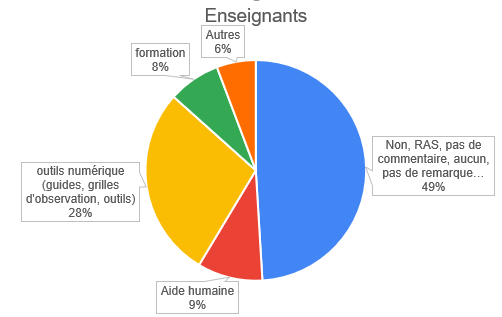 Enseignants
Autres
6%
formation
8%
Non, RAS, pas de
commentaire, aucun,
pas de remarque...
49%
outils numérique
(guides, grilles
d'observation, outils)
28%
Aide humaine
9%